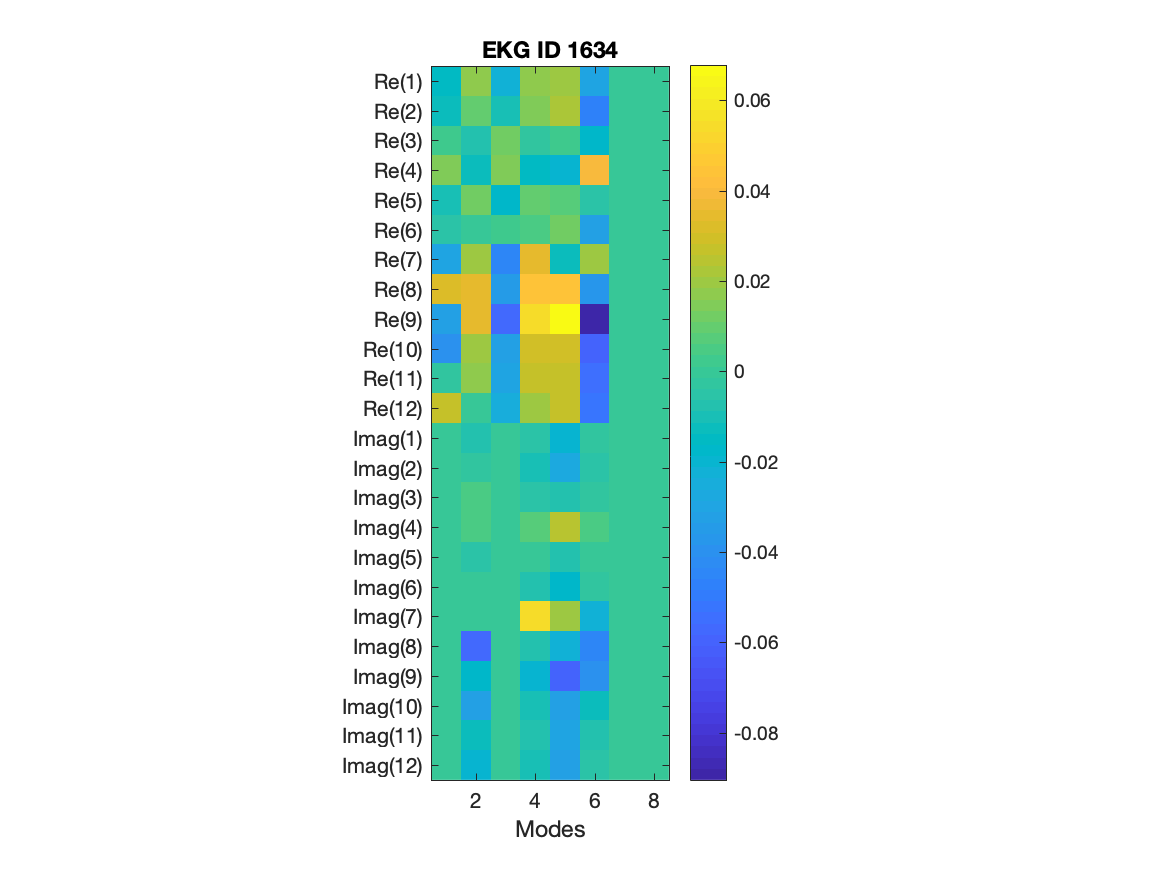 EKG ID 1634
Re(1)
Re(2)
Re(3)
Re(4)
Re(5)
Re(6)
Re(7)
Re(8)
Re(9)
Re(10)
Re(11)
Re(12)
Imag(1)
Imag(2)
Imag(3)
Imag(4)
Imag(5)
Imag(6)
Imag(7)
Imag(8)
Imag(9)
Imag(10)
Imag(11)
Imag(12)
2 4 6 8
Modes
0.06
0.04
0.02
0
-0.02
-0.04
-0.06
-0.08